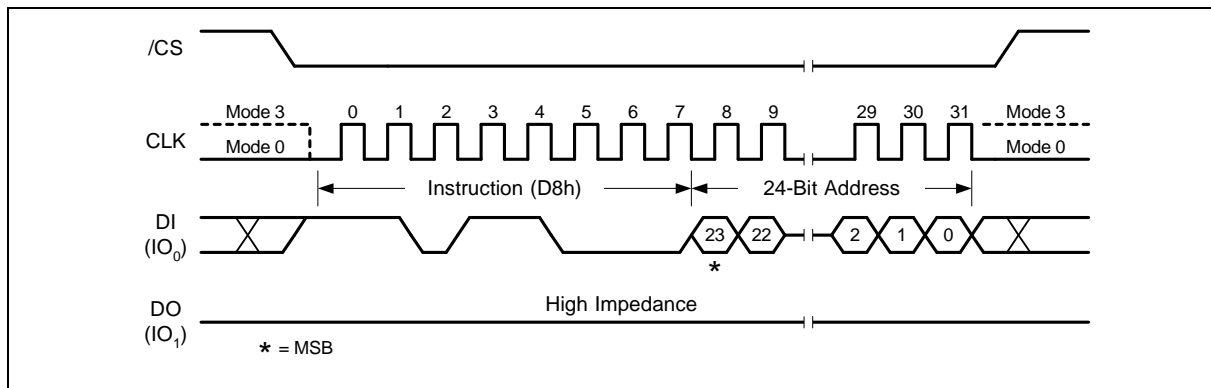 /CS
Mode 3 0 1 2 3 4 5 6 7 8 9 29 30 31 Mode 3
CLK Mode 0 Mode 0
Instruction (D8h) 24-Bit Address
DI
(IO0) 23 22 2 1 0
*
High Impedance
DO
(IO1)
* = MSB